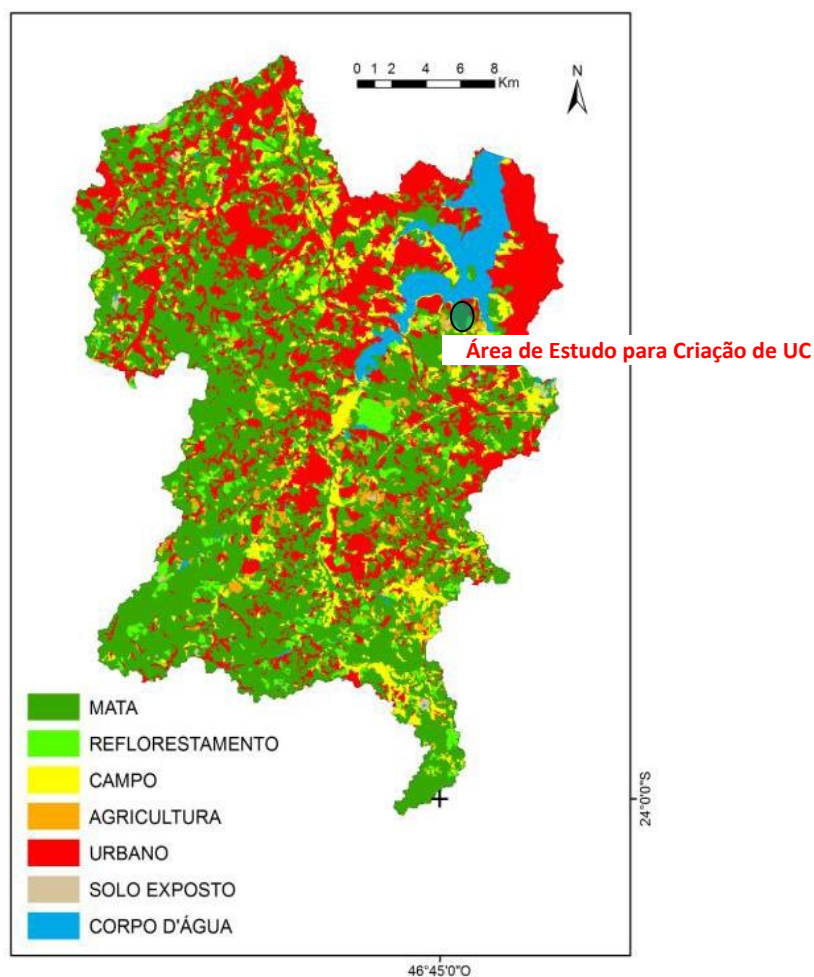 0 1 2 4 6 8
Km
N
Área de Estudo para Criação de UC
MATA
REFLORESTAMENTO
CAMPO
AGRICULTURA
URBANO
SOLO EXPOSTO
CORPO D'ÁGUA
24°0'0"S
46°45'0"O